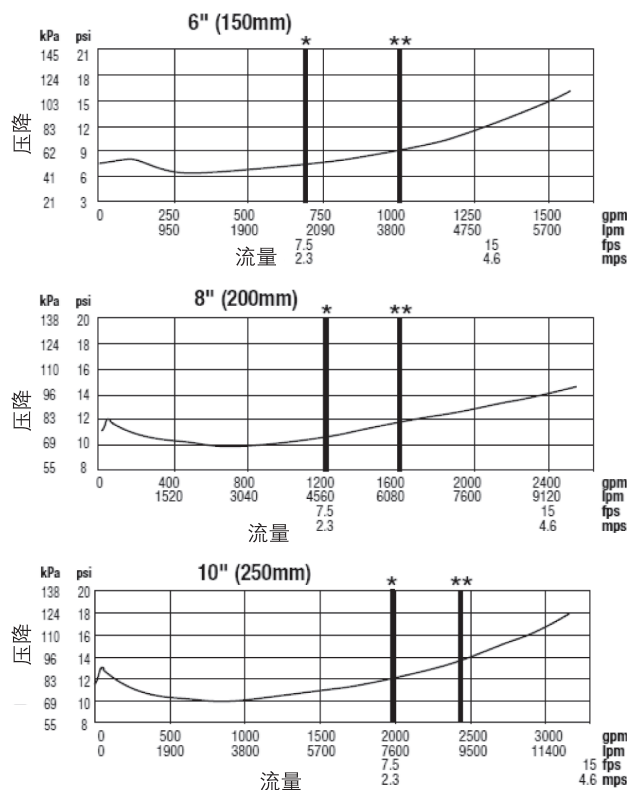 6" (150mm)
kPa psi
* **
145 21
124 18
103 15
83 12
62 9
41 6
21 3
压降
0 250 500 750 1000 1250 1500 gpm
950 1900 2090 3800 4750 5700 lpm
7.5 15 fps
流量 2.3 4.6 mps
8" (200mm)
kPa psi
* **
138 20
124 18
110 16
96 14
83 12
69 10
55 8
压降
0 400 800 1200 1600 2000 2400 gpm
1520 3040 4560 6080 7600 9120 lpm
7.5 15 fps
流量 2.3 4.6 mps
10" (250mm)
kPa psi
* **
138 20
124 18
110 16
96 14
83 12
69 10
55 8
压降
0 500 1000 1500 2000 2500 3000 gpm
0 1900 3800 5700 7600 9500 11400 lpm
7.5 15 fps
流量 2.3 4.6 mps